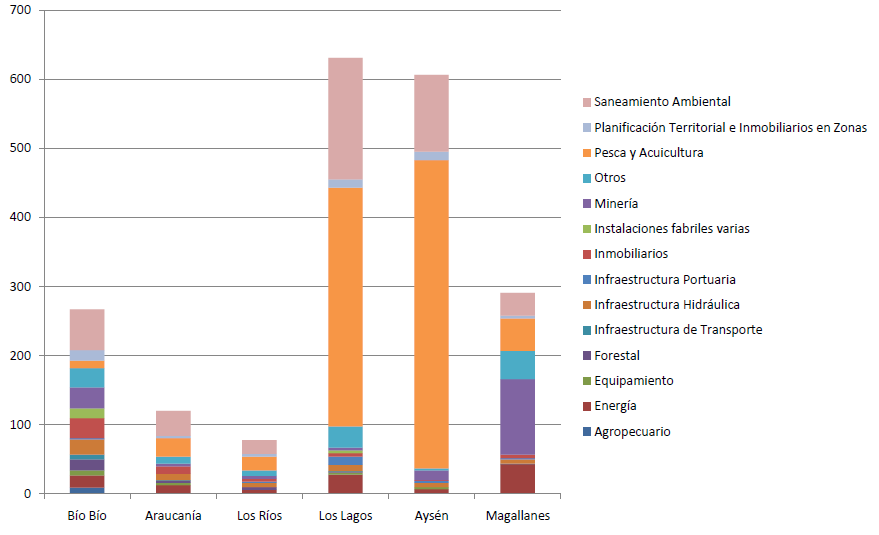 700
600
500
400
300
200
100
0
Bío Bío
Araucanía
Los Ríos
Los Lagos
Aysén
Magallanes
Saneamiento Ambiental
Planificación Territorial e Inmobiliarios en Zonas
Pesca y Acuicultura
Otros
Minería
Instalaciones fabriles varias
Inmobiliarios
Infraestructura Portuaria
Infraestructura Hidráulica
Infraestructura de Transporte
Forestal
Equipamiento
Energía
Agropecuario